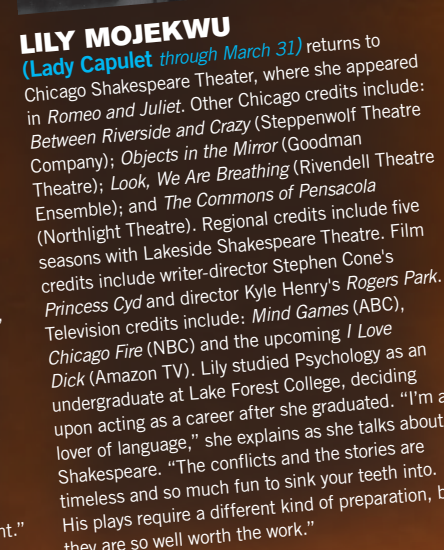 LILY MOJEKWU
(Lady Capulet through March 31) returns to
Chicago Shakespeare Theater, where she appeared
in Romeo and Juliet. Other Chicago credits include:
Between Riverside and Crazy (Steppenwolf Theatre
Company); Objects in the Mirror (Goodman
Theatre); Look, We Are Breathing (Rivendell Theatre
Ensemble); and The Commons of Pensacola
(Northlight Theatre). Regional credits include five
seasons with Lakeside Shakespeare Theatre. Film
credits include writer-director Stephen Cone's
Princess Cyd and director Kyle Henry's Rogers Park.
Television credits include: Mind Games (ABC),
Chicago Fire (NBC) and the upcoming I Love
Dick (Amazon TV). Lily studied Psychology as an
undergraduate at Lake Forest College, deciding
upon acting as a career after she graduated. “I’m a
lover of language,” she explains as she talks about
Shakespeare. “The conflicts and the stories are
timeless and so much fun to sink your teeth into.
His plays require a different kind of preparation,
they are so well worth the work.”